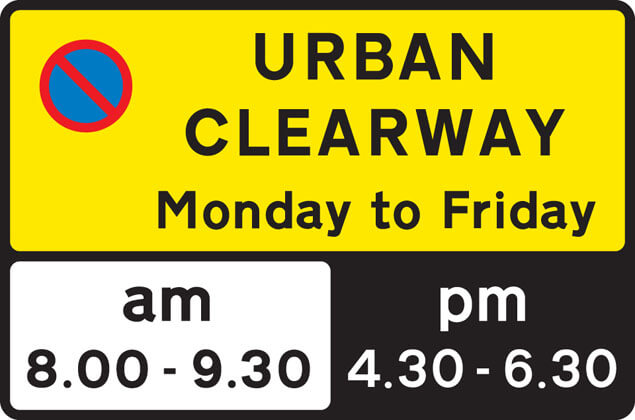 URBAN
CLEARWAY
Monday to Friday
am
8.00 - 9.30
pm
4.30 - 6.30